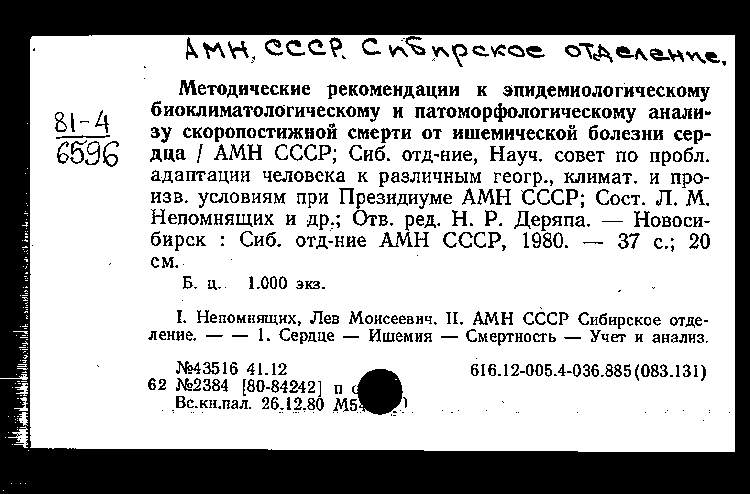 АМН, СССР. Сибирское отделение.
81-4
6596
Методические рекомендации к эпидемиологическому
биоклиматологическому и патоморфологическому анали-
зу скоропостижной смерти от ишемической болезни сер-
дца / АМН СССР; Сиб. отд-ние, Науч. совет по пробл.
адаптации человека к различным геогр., климат. и про-
изв. условиям при Президиуме АМН СССР; Сост. Л. М.
Непомнящих и др.; Отв. ред. Н. Р. Деряпа. — Новоси-
бирск : Сиб. отд-ние АМН СССР, 1980. — 37 с.; 20
см.
Б. ц. 1.000 экз.
I. Непомнящих, Лев Моисеевич. II. АМН СССР Сибирское отде-
ление. — — 1. Сердце — Ишемия — Смертность — Учет и анализ.
№43516 41.12
616.12-005.4-036.885(083.131)
62 №2384 [80-84242] п
Вс.кн.пал. 26.12.80